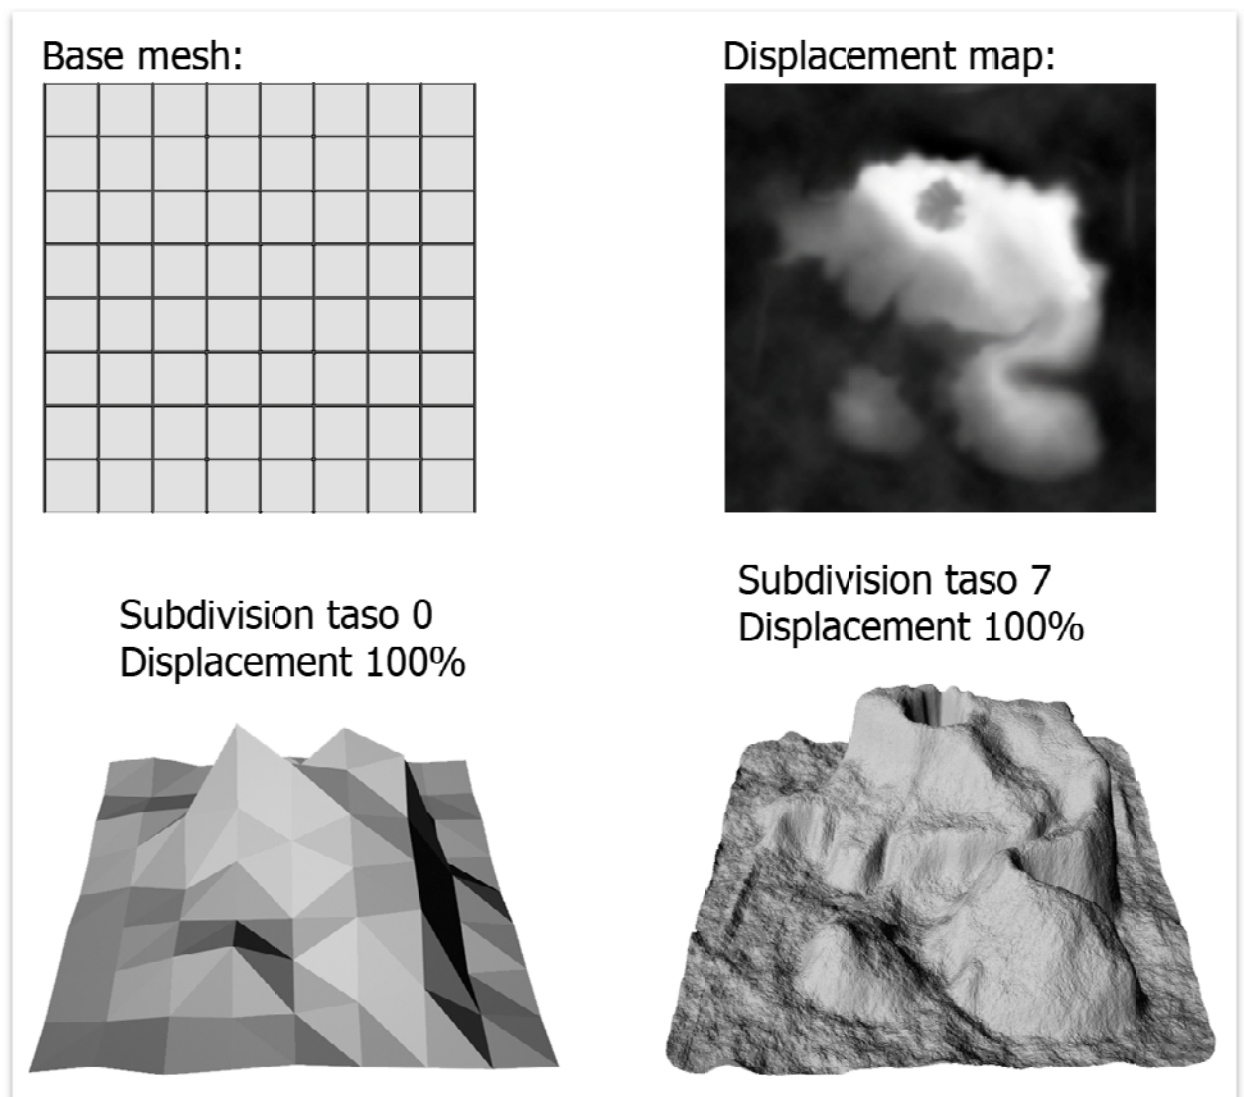 Base mesh:
Displacement map:
Subdivision taso 0
Displacement 100%
Subdivision taso 7
Displacement 100%